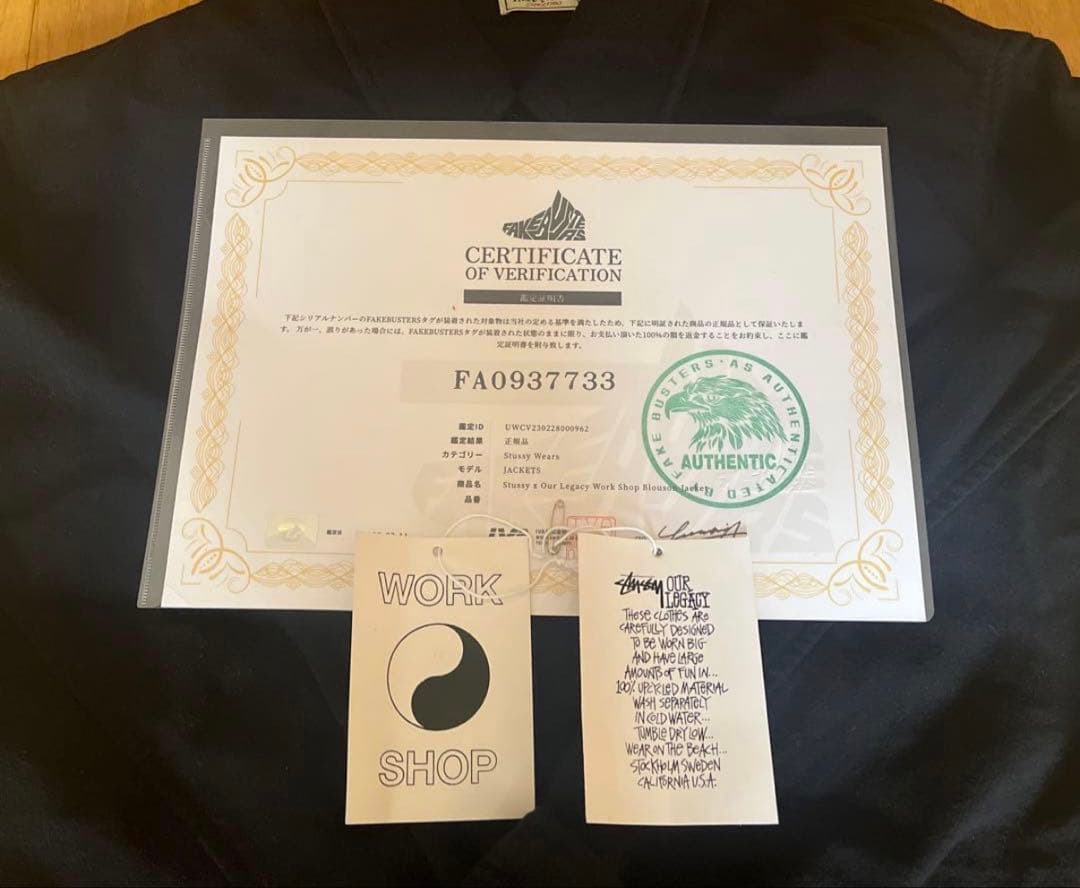 FAKEBUSTERS
CERTIFICATE
OF VERIFICATION
鑑定証明書
下記シリアルナンバーのFAKEBUSTERSタグが装着された対象物は当社の定める基準を満たしたため、下記に明証された商品の正規品として保証いたしま
す。 万が一、誤りがあった場合には、FAKEBUSTERSタグが装着された状態のままに限り、お支払い頂いた100%の額を返金することをお約束し、ここに鑑
定証明書を附与致します。
FA0937733
鑑定ID UWCV230228000962
鑑定結果 正規品
カテゴリー Stussy Wears
モデル JACKETS
商品名 Stussy x Our Legacy Work Shop Blouson Jacket
品番
AS AUTHENTICATED BY FAKE BUSTERS
AUTHENTIC
WORK
SHOP
STÜSSY OUR
LEGACY
THESE CLOTHES ARE
CAREFULLY DESIGNED
TO BE WORN BIG
AND HAVE LARGE
AMOUNTS OF FUN IN...
100% UPCYCLED MATERIAL
WASH SEPARATELY
IN COLD WATER...
TUMBLE DRY LOW...
WEAR ON THE BEACH...
STOCKHOLM SWEDEN
CALIFORNIA U.S.A.